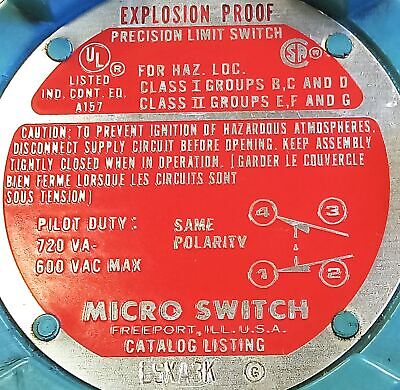 EXPLOSION PROOF
PRECISION LIMIT SWITCH
UL ® SA ®
LISTED
IND. CONT. EQ.
A157
FOR HAZ. LOC.
CLASS I GROUPS B,C AND D
CLASS II GROUPS E,F AND G
CAUTION: TO PREVENT IGNITION OF HAZARDOUS ATMOSPHERES,
DISCONNECT SUPPLY CIRCUIT BEFORE OPENING. KEEP ASSEMBLY
TIGHTLY CLOSED WHEN IN OPERATION. (GARDER LE COUVERCLE
BIEN FERME LORSQUE LES CIRCUITS SONT
SOUS TENSION)
PILOT DUTY:
720 VA-
600 VAC MAX
SAME
POLARITY
4 3
1 2
MICRO SWITCH
FREEPORT, ILL. U.S.A.
CATALOG LISTING
LSXA3K G